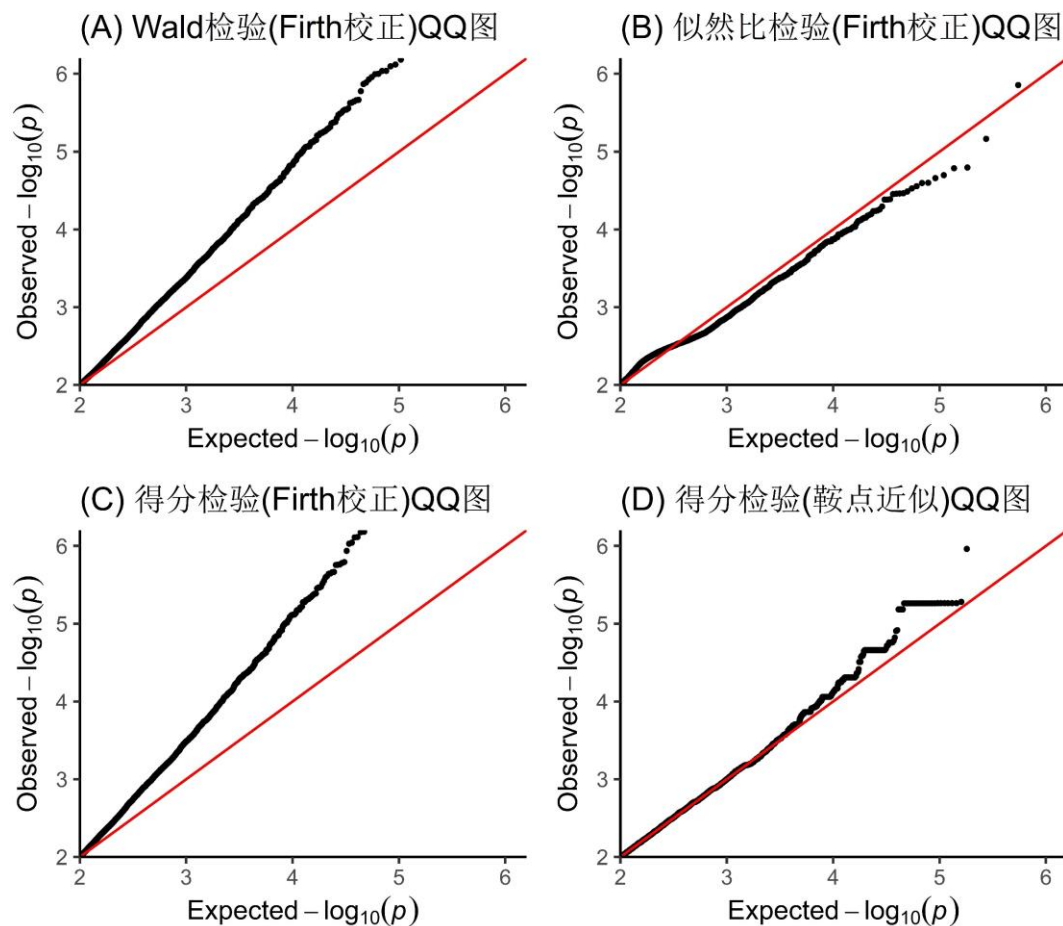 (A) Wald检验(Firth校正)QQ图
6
5
4
3
2
Observed – log₁₀(p)
2 3 4 5 6
Expected – log₁₀(p)
(B) 似然比检验(Firth校正)QQ图
6
5
4
3
2
Observed – log₁₀(p)
2 3 4 5 6
Expected – log₁₀(p)
(C) 得分检验(Firth校正)QQ图
6
5
4
3
2
Observed – log₁₀(p)
2 3 4 5 6
Expected – log₁₀(p)
(D) 得分检验(鞍点近似)QQ图
6
5
4
3
2
Observed – log₁₀(p)
2 3 4 5 6
Expected – log₁₀(p)